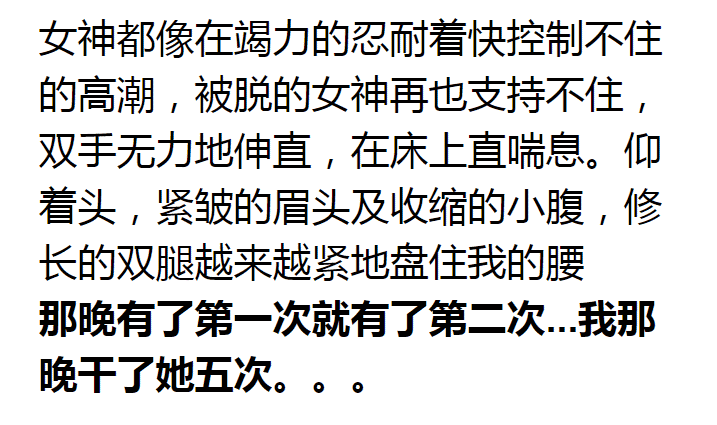 女神都像在竭力的忍耐着快控制不住
的高潮，被脱的女神再也支持不住，
双手无力地伸直，在床上直喘息。仰
着头，紧皱的眉头及收缩的小腹，修
长的双腿越来越紧地盘住我的腰
那晚有了第一次就有了第二次...我那
晚干了她五次。。。